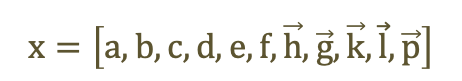 x = [a, b, c, d, e, f, h⃗, g⃗, k⃗, l⃗, p⃗]